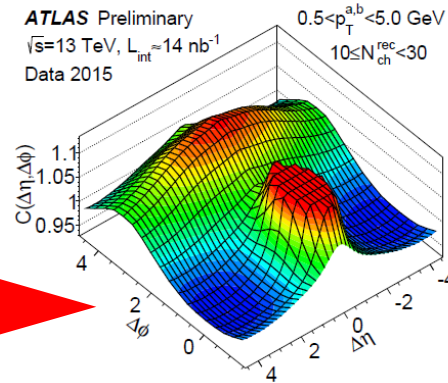 ATLAS Preliminary
√s=13 TeV, L_int≈14 nb⁻¹
Data 2015
0.5<p_T^{a,b}<5.0 GeV
10≤N_ch^{rec}<30
C(Δη,Δφ)
1.1
1.05
1
0.95
4
2
0
Δφ
4
2
0
-2
-4
Δη